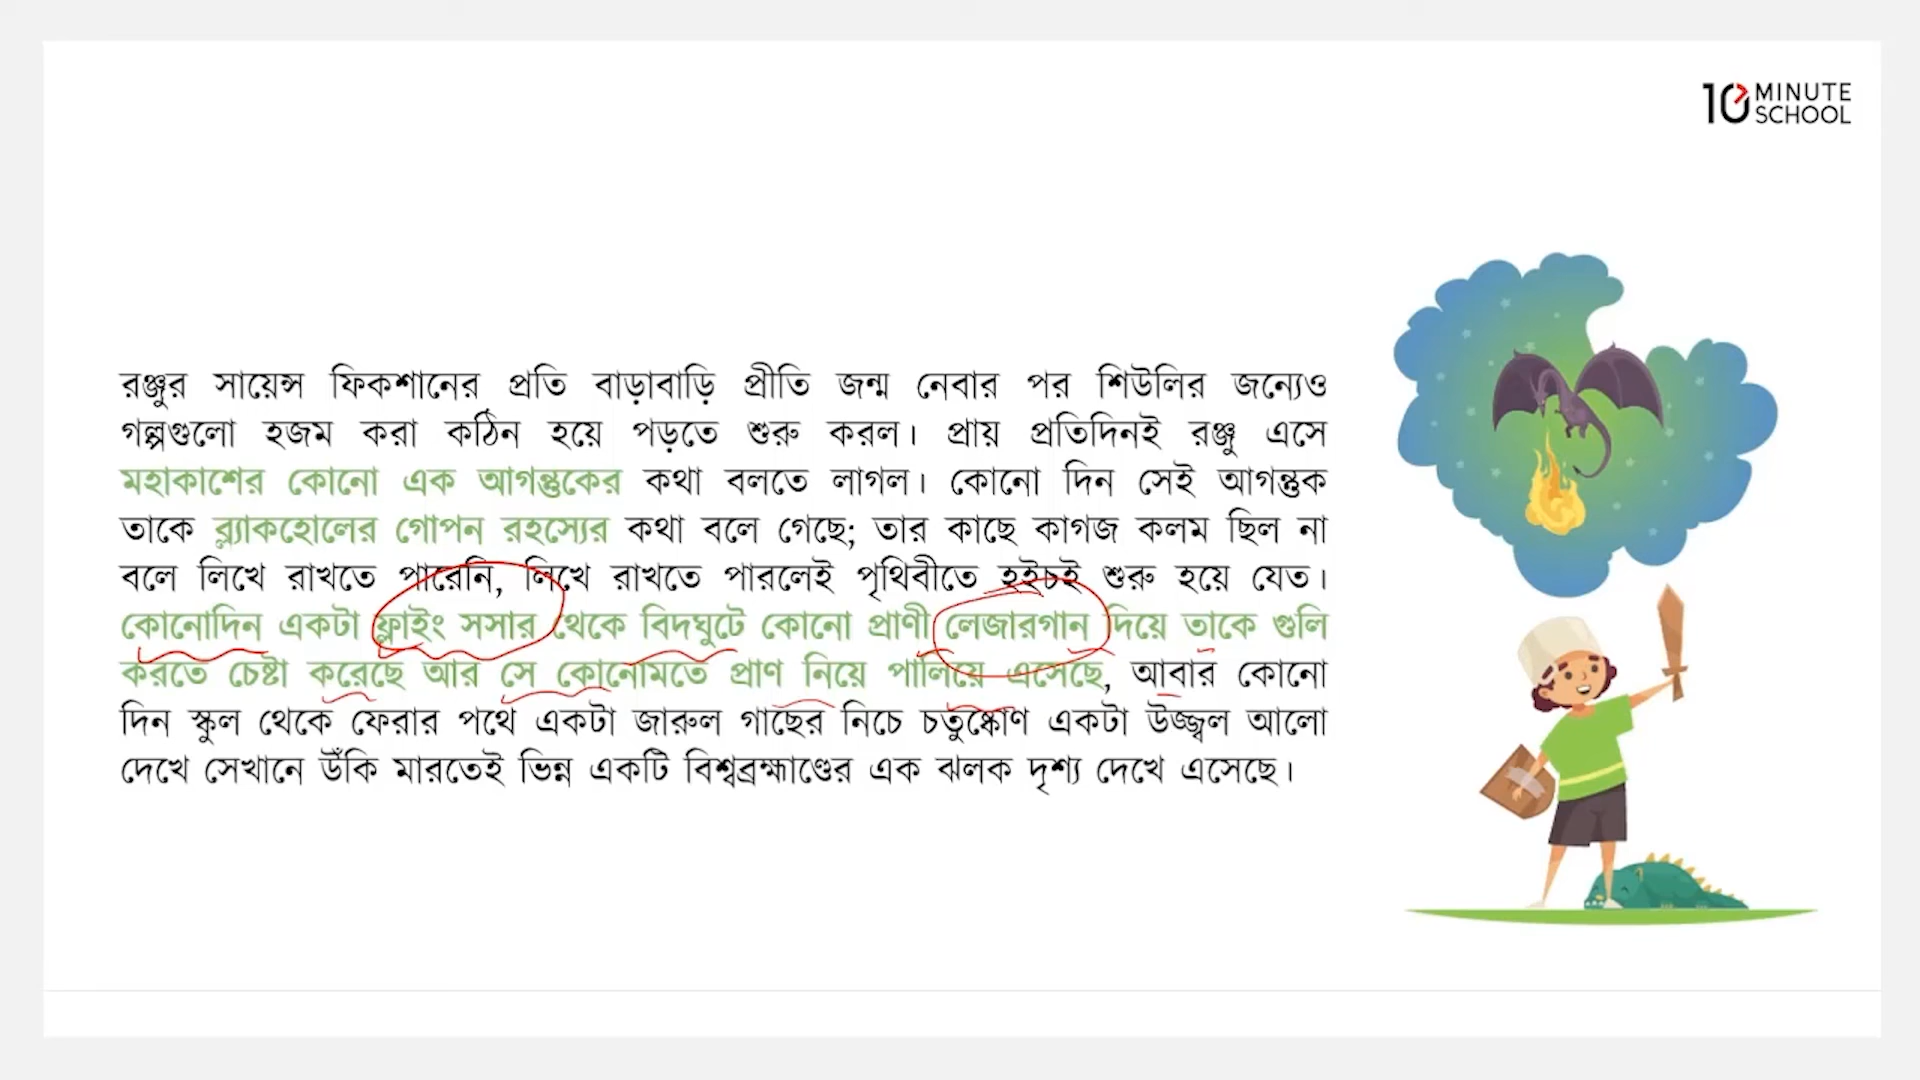 10 MINUTE SCHOOL
রঞ্জুর সায়েন্স ফিকশানের প্রতি বাড়াবাড়ি প্রীতি জন্ম নেবার পর শিউলির জন্যেও
গল্পগুলো হজম করা কঠিন হয়ে পড়তে শুরু করল। প্রায় প্রতিদিনই রঞ্জু এসে
মহাকাশের কোনো এক আগন্তুকের কথা বলতে লাগল। কোনো দিন সেই আগন্তুক
তাকে ব্ল্যাকহোলের গোপন রহস্যের কথা বলে গেছে; তার কাছে কাগজ কলম ছিল না
বলে লিখে রাখতে পারেনি, লিখে রাখতে পারলেই পৃথিবীতে হইচই শুরু হয়ে যেত।
কোনোদিন একটা ফ্লাইং সসার থেকে বিদঘুটে কোনো প্রাণী লেজারগান দিয়ে তাকে গুলি
করতে চেষ্টা করেছে আর সে কোনোমতে প্রাণ নিয়ে পালিয়ে এসেছে, আবার কোনো
দিন স্কুল থেকে ফেরার পথে একটা জারুল গাছের নিচে চতুষ্কোণ একটা উজ্জ্বল আলো
দেখে সেখানে উঁকি মারতেই ভিন্ন একটি বিশ্বব্রহ্মাণ্ডের এক ঝলক দৃশ্য দেখে এসেছে।